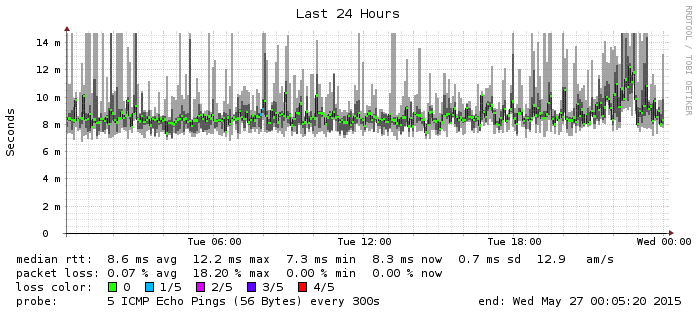 Last 24 Hours
RRDTOOL / TOBI OETIKER
Seconds
14 m
12 m
10 m
8 m
6 m
4 m
2 m
0
Tue 06:00 Tue 12:00 Tue 18:00 Wed 00:00
median rtt: 8.6 ms avg 12.2 ms max 7.3 ms min 8.3 ms now 0.7 ms sd 12.9 am/s
packet loss: 0.07 % avg 18.20 % max 0.00 % min 0.00 % now
loss color: 0 1/5 2/5 3/5 4/5
probe: 5 ICMP Echo Pings (56 Bytes) every 300s end: Wed May 27 00:05:20 2015